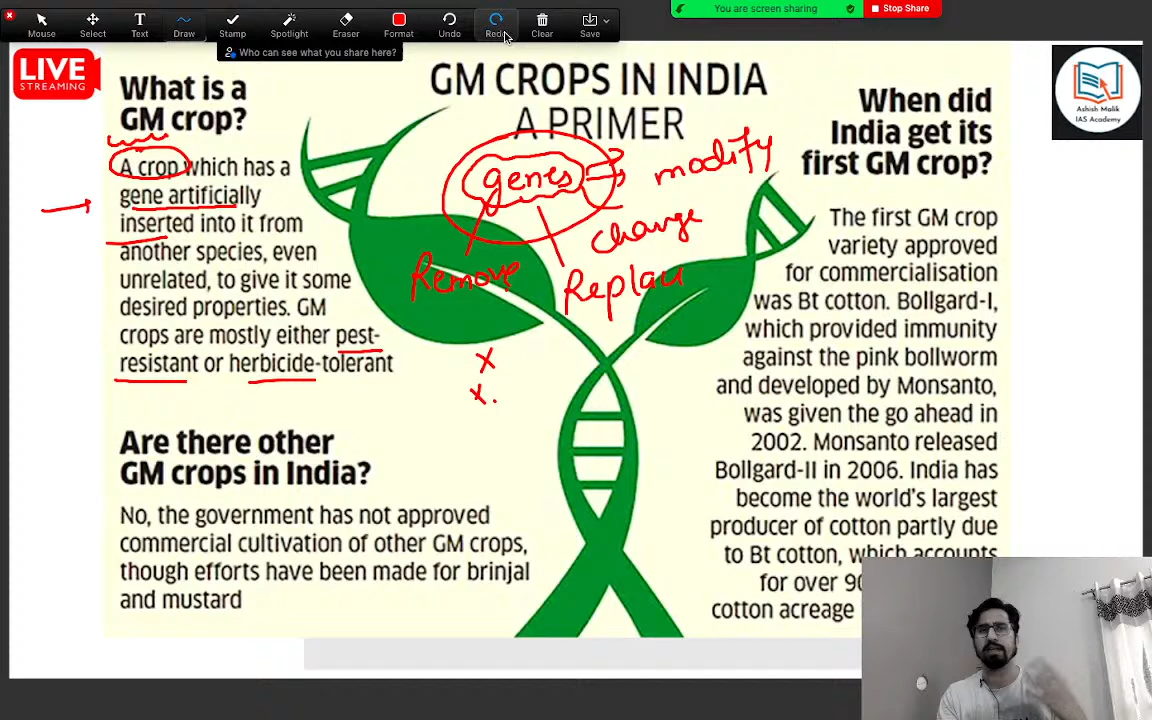 Mouse
Select
Text
Draw
Stamp
Spotlight
Eraser
Format
Undo
Redo
Clear
Save
You are screen sharing
Stop Share
Who can see what you share here?
LIVE
STREAMING
Ashish Malik
IAS Academy
GM CROPS IN INDIA
A PRIMER
What is a
GM crop?
A crop which has a
gene artificially
inserted into it from
another species, even
unrelated, to give it some
desired properties. GM
crops are mostly either pest-
resistant or herbicide-tolerant
Are there other
GM crops in India?
No, the government has not approved
commercial cultivation of other GM crops,
though efforts have been made for brinjal
and mustard
genes
modify
change
Remove
Replace
x
x.
When did
India get its
first GM crop?
The first GM crop
variety approved
for commercialisation
was Bt cotton. Bollgard-I,
which provided immunity
against the pink bollworm
and developed by Monsanto,
was given the go ahead in
2002. Monsanto released
Bollgard-II in 2006. India has
become the world's largest
producer of cotton partly due
to Bt cotton, which accounts
for over 90
cotton acreage